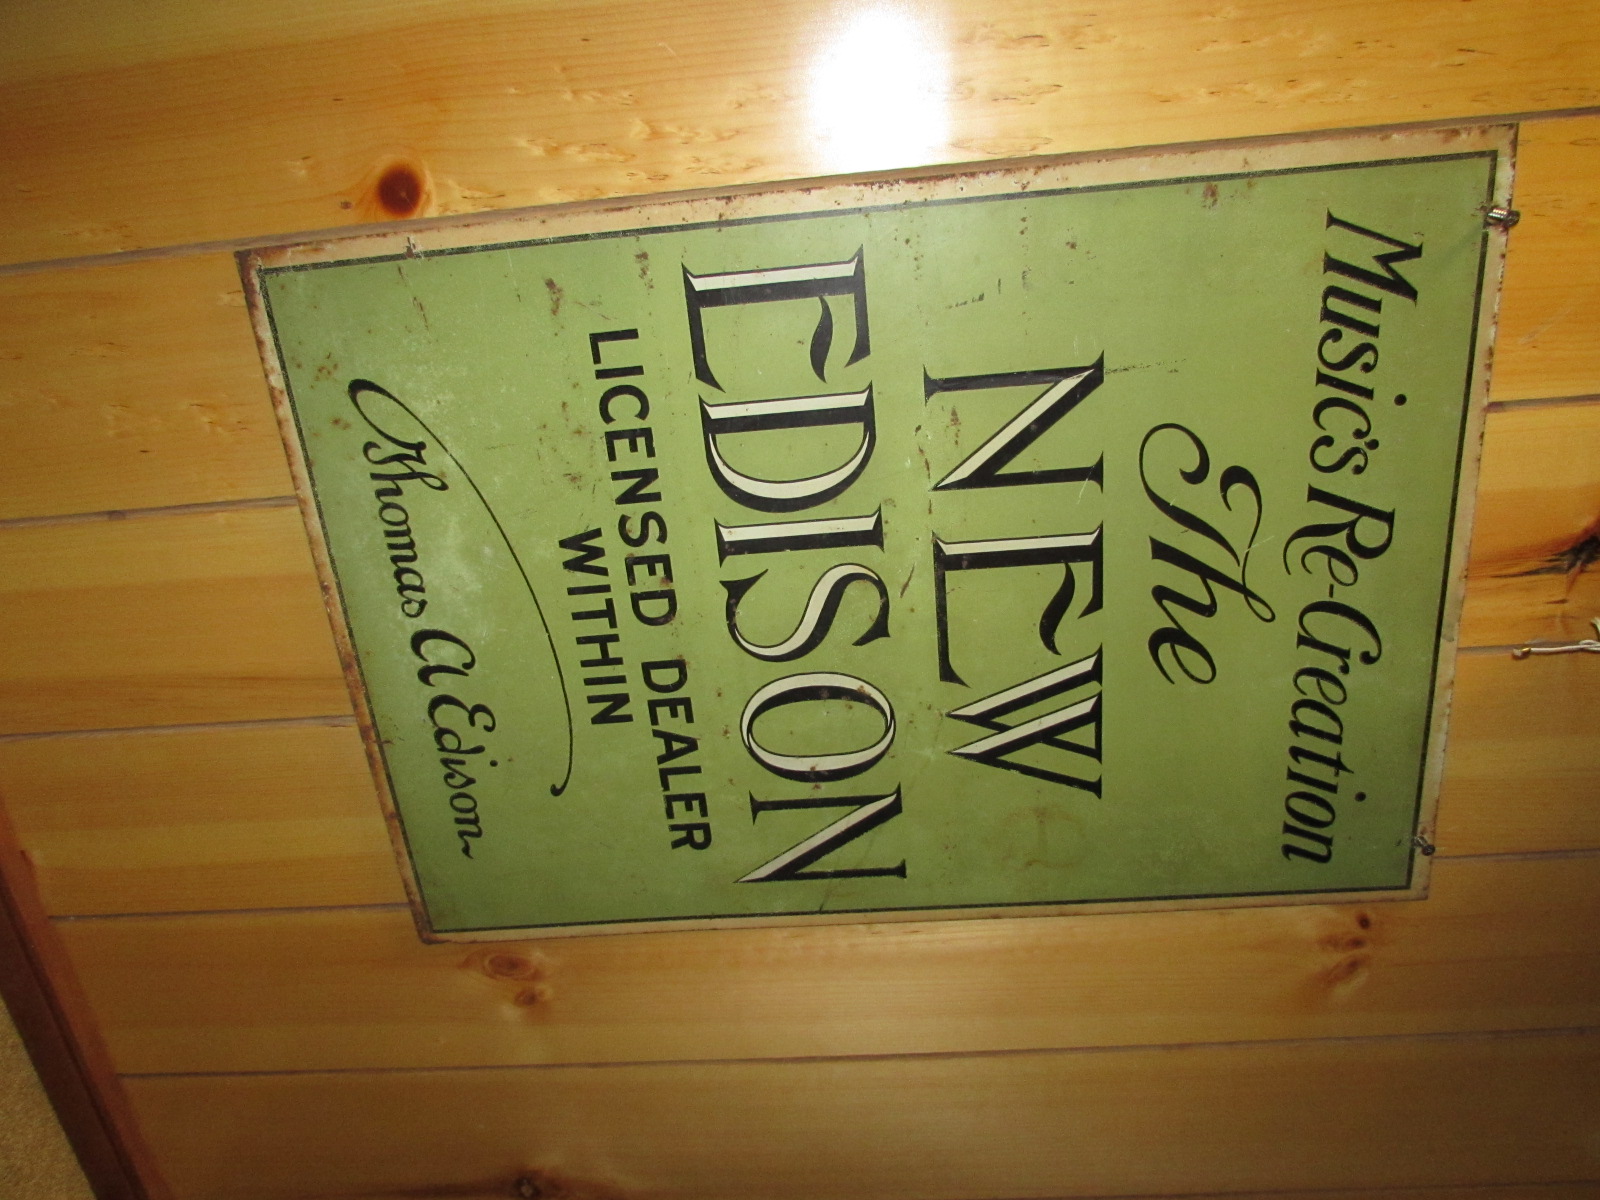 Music's Re-Creation
The
NEW
EDISON
LICENSED DEALER
WITHIN
Thomas A Edison